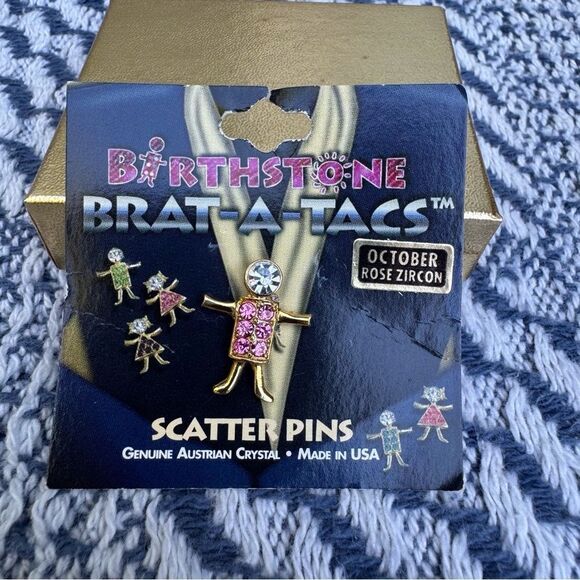 BIRTHSTONE
BRAT-A-TACS™
OCTOBER
ROSE ZIRCON
SCATTER PINS
GENUINE AUSTRIAN CRYSTAL • MADE IN USA